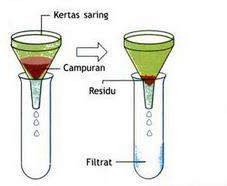 Kertas saring
Campuran
Residu
Filtrat